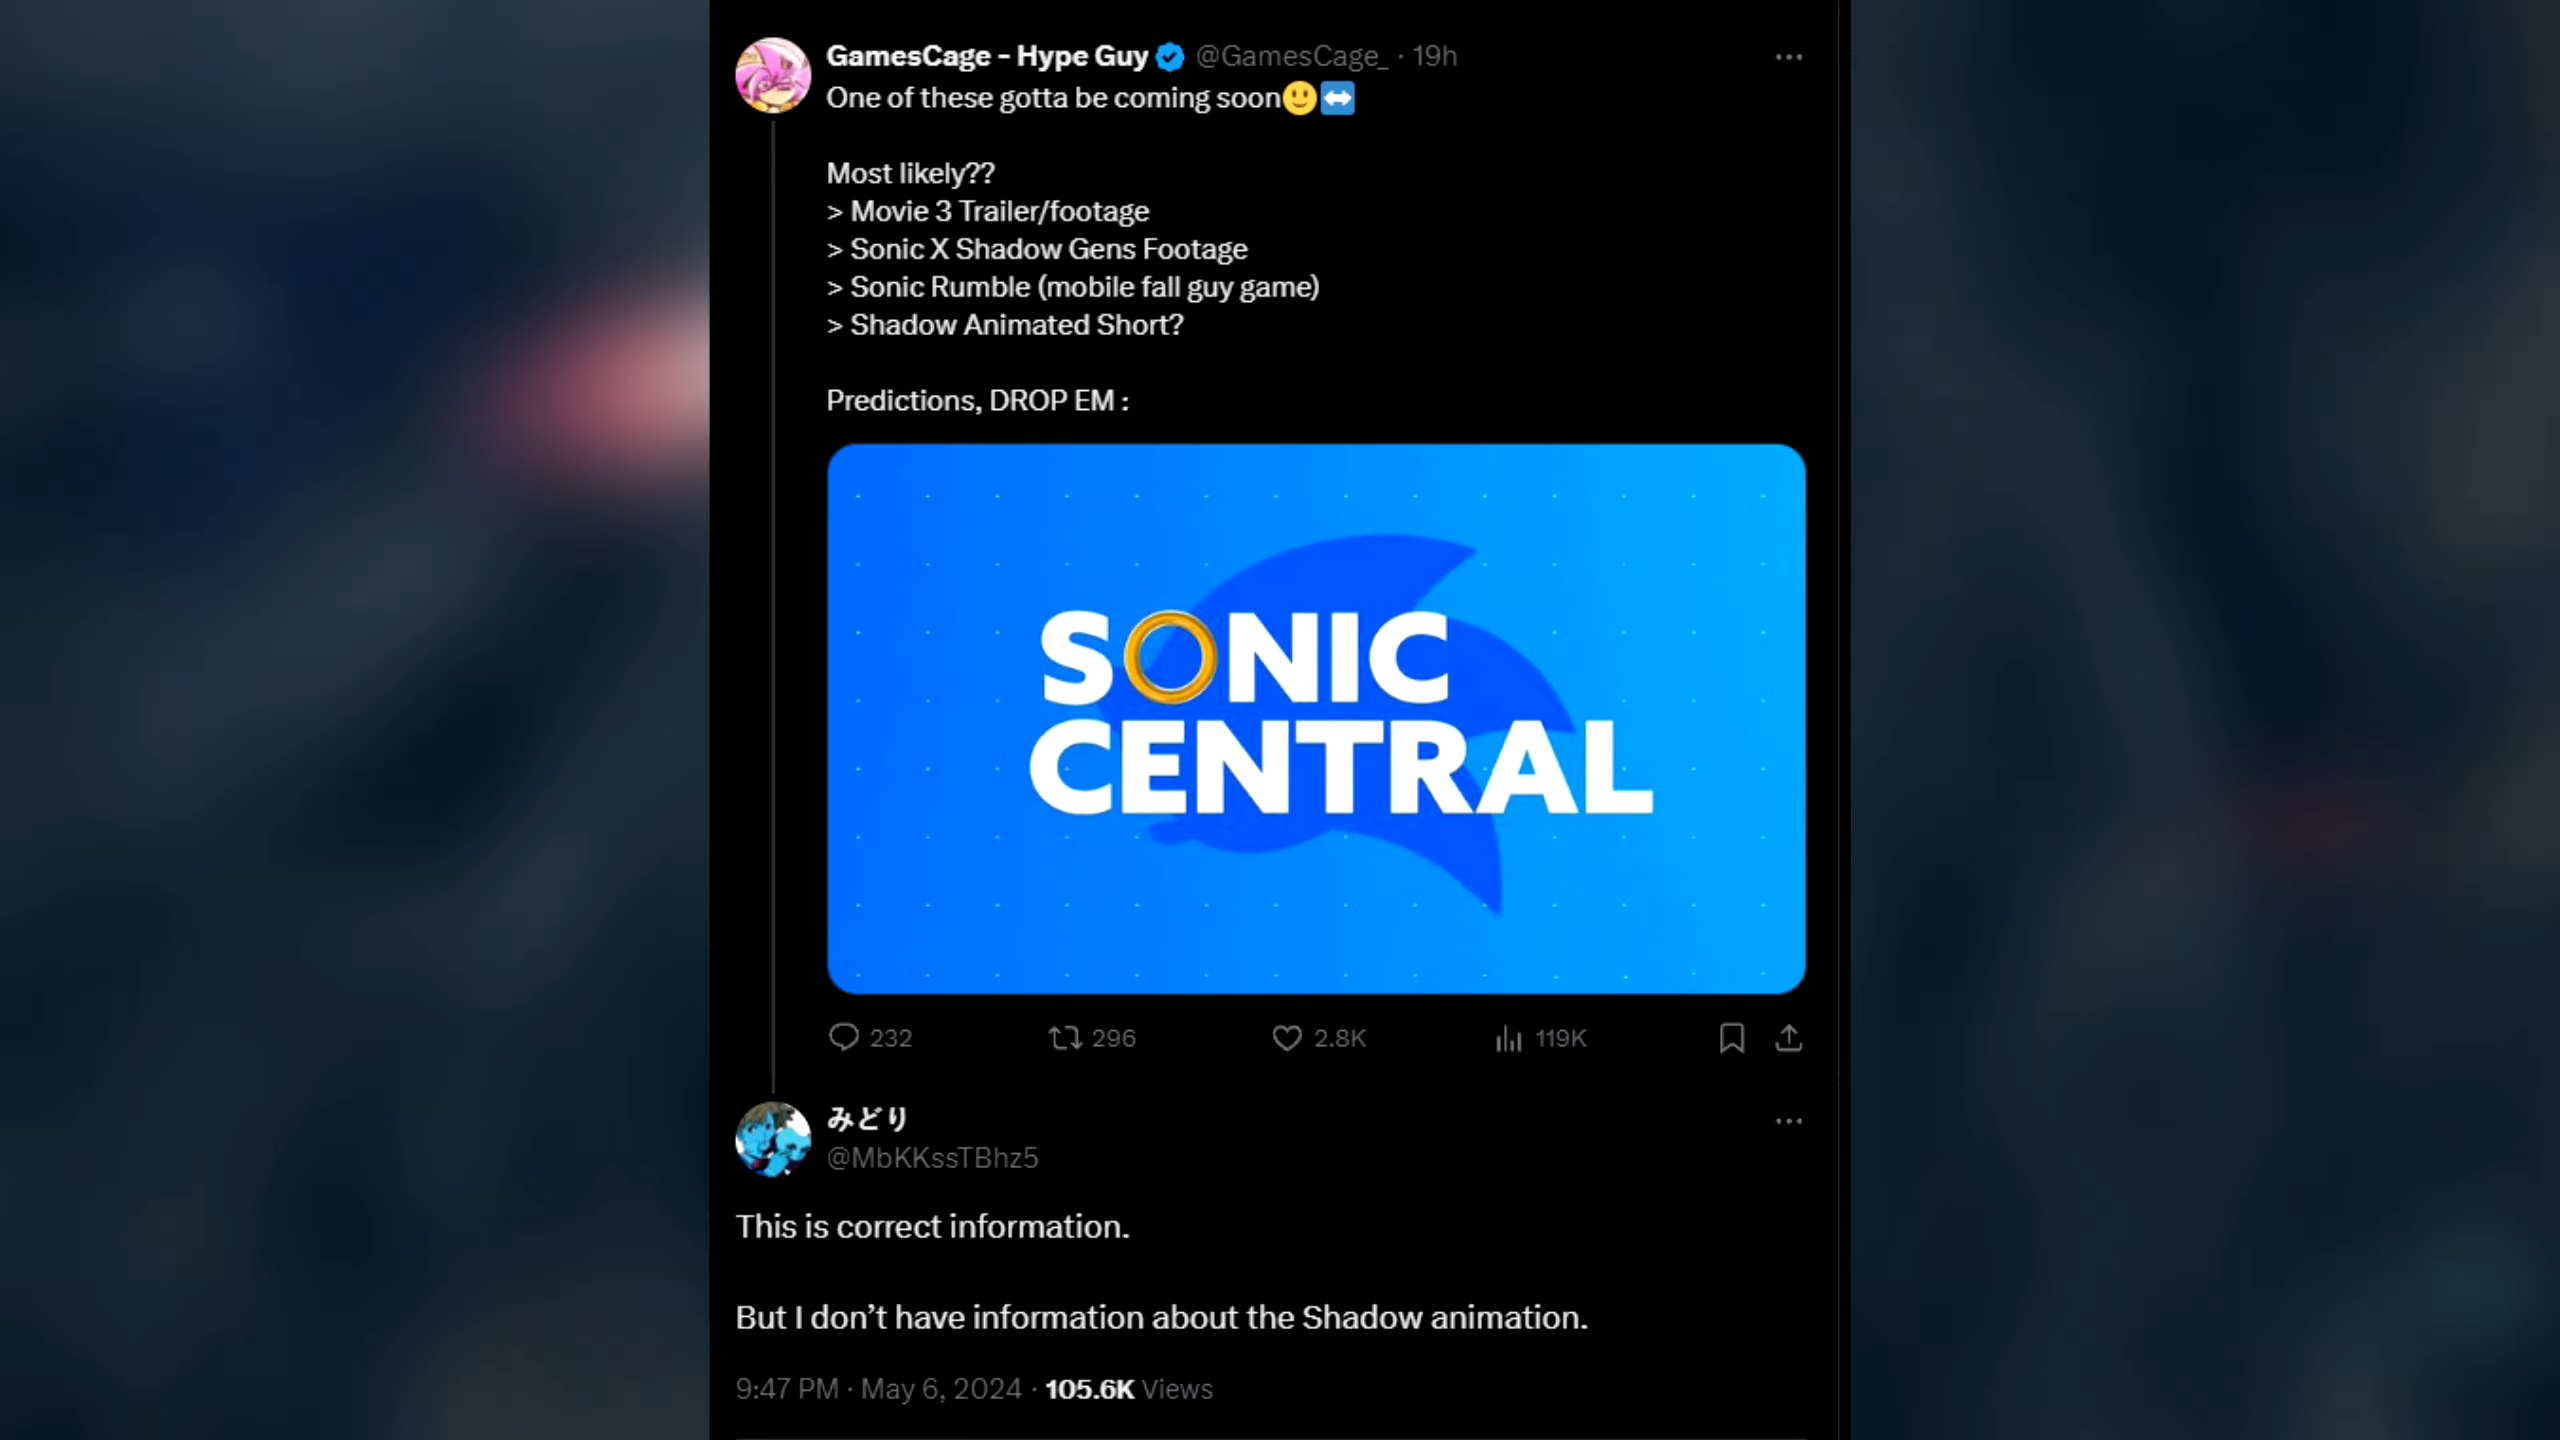 GamesCage - Hype Guy @GamesCage_ · 19h
One of these gotta be coming soon🙂↔️
Most likely??
> Movie 3 Trailer/footage
> Sonic X Shadow Gens Footage
> Sonic Rumble (mobile fall guy game)
> Shadow Animated Short?
Predictions, DROP EM :
SONIC
CENTRAL
232 296 2.8K 119K
みどり
@MbKKssTBhz5
This is correct information.
But I don’t have information about the Shadow animation.
9:47 PM · May 6, 2024 · 105.6K Views